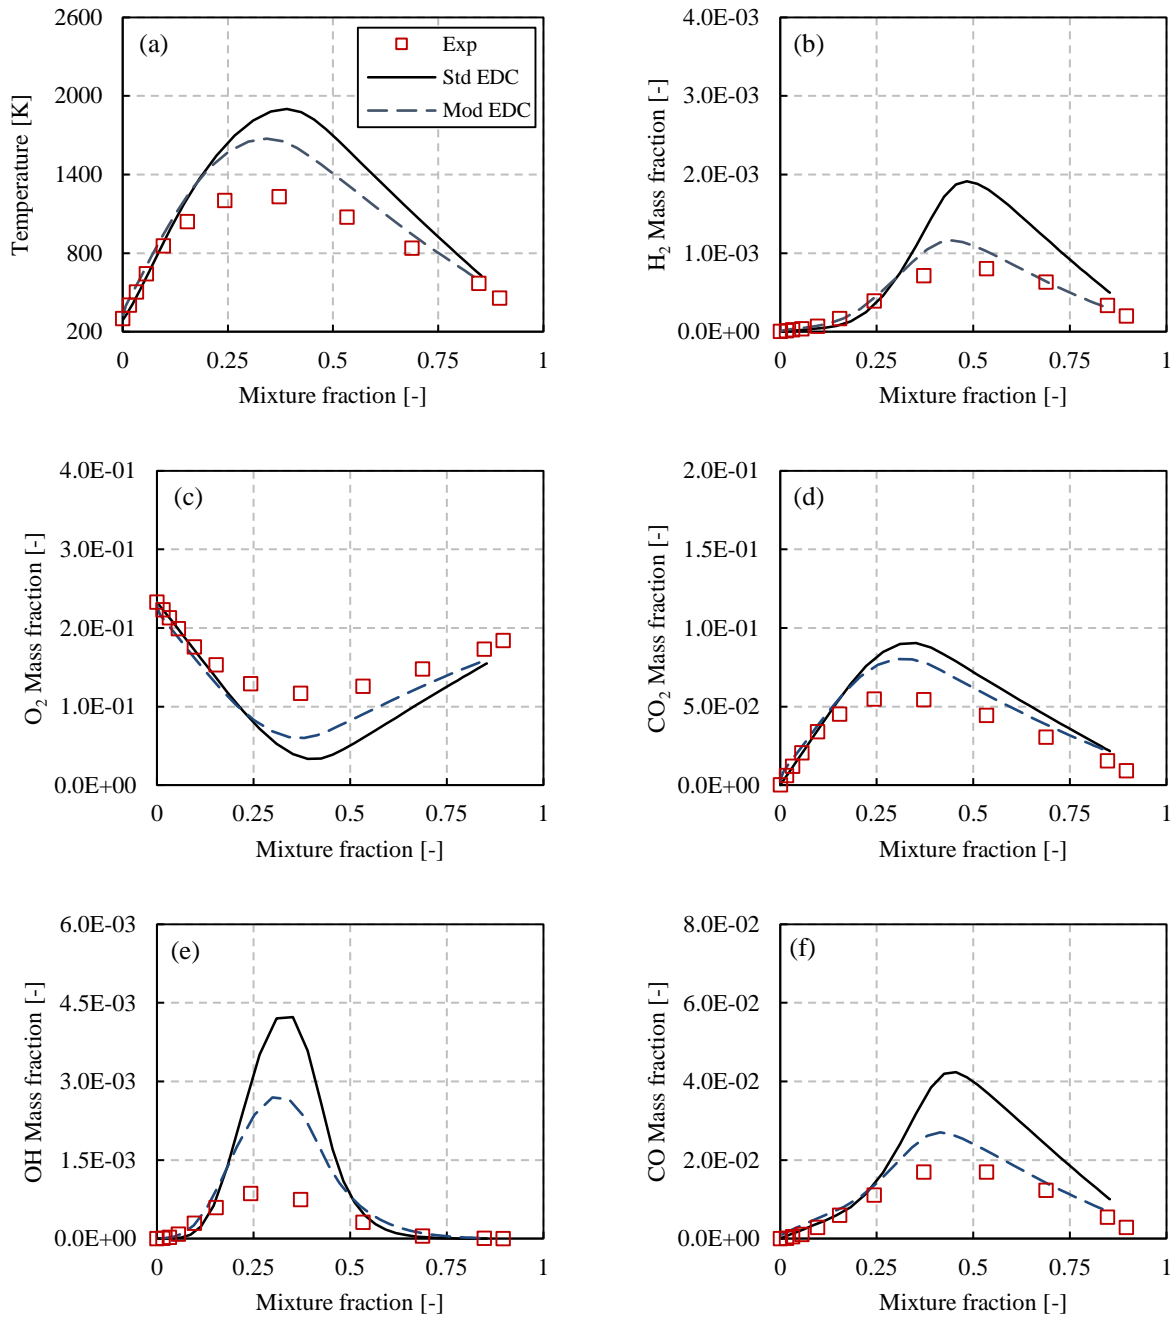 (a)
Exp
Std EDC
Mod EDC
2600
2000
1400
800
200
Temperature [K]
0 0.25 0.5 0.75 1
Mixture fraction [-]
(b)
4.0E-03
3.0E-03
2.0E-03
1.0E-03
0.0E+00
H₂ Mass fraction [-]
0 0.25 0.5 0.75 1
Mixture fraction [-]
(c)
4.0E-01
3.0E-01
2.0E-01
1.0E-01
0.0E+00
O₂ Mass fraction [-]
0 0.25 0.5 0.75 1
Mixture fraction [-]
(d)
2.0E-01
1.5E-01
1.0E-01
5.0E-02
0.0E+00
CO₂ Mass fraction [-]
0 0.25 0.5 0.75 1
Mixture fraction [-]
(e)
6.0E-03
4.5E-03
3.0E-03
1.5E-03
0.0E+00
OH Mass fraction [-]
0 0.25 0.5 0.75 1
Mixture fraction [-]
(f)
8.0E-02
6.0E-02
4.0E-02
2.0E-02
0.0E+00
CO Mass fraction [-]
0 0.25 0.5 0.75 1
Mixture fraction [-]